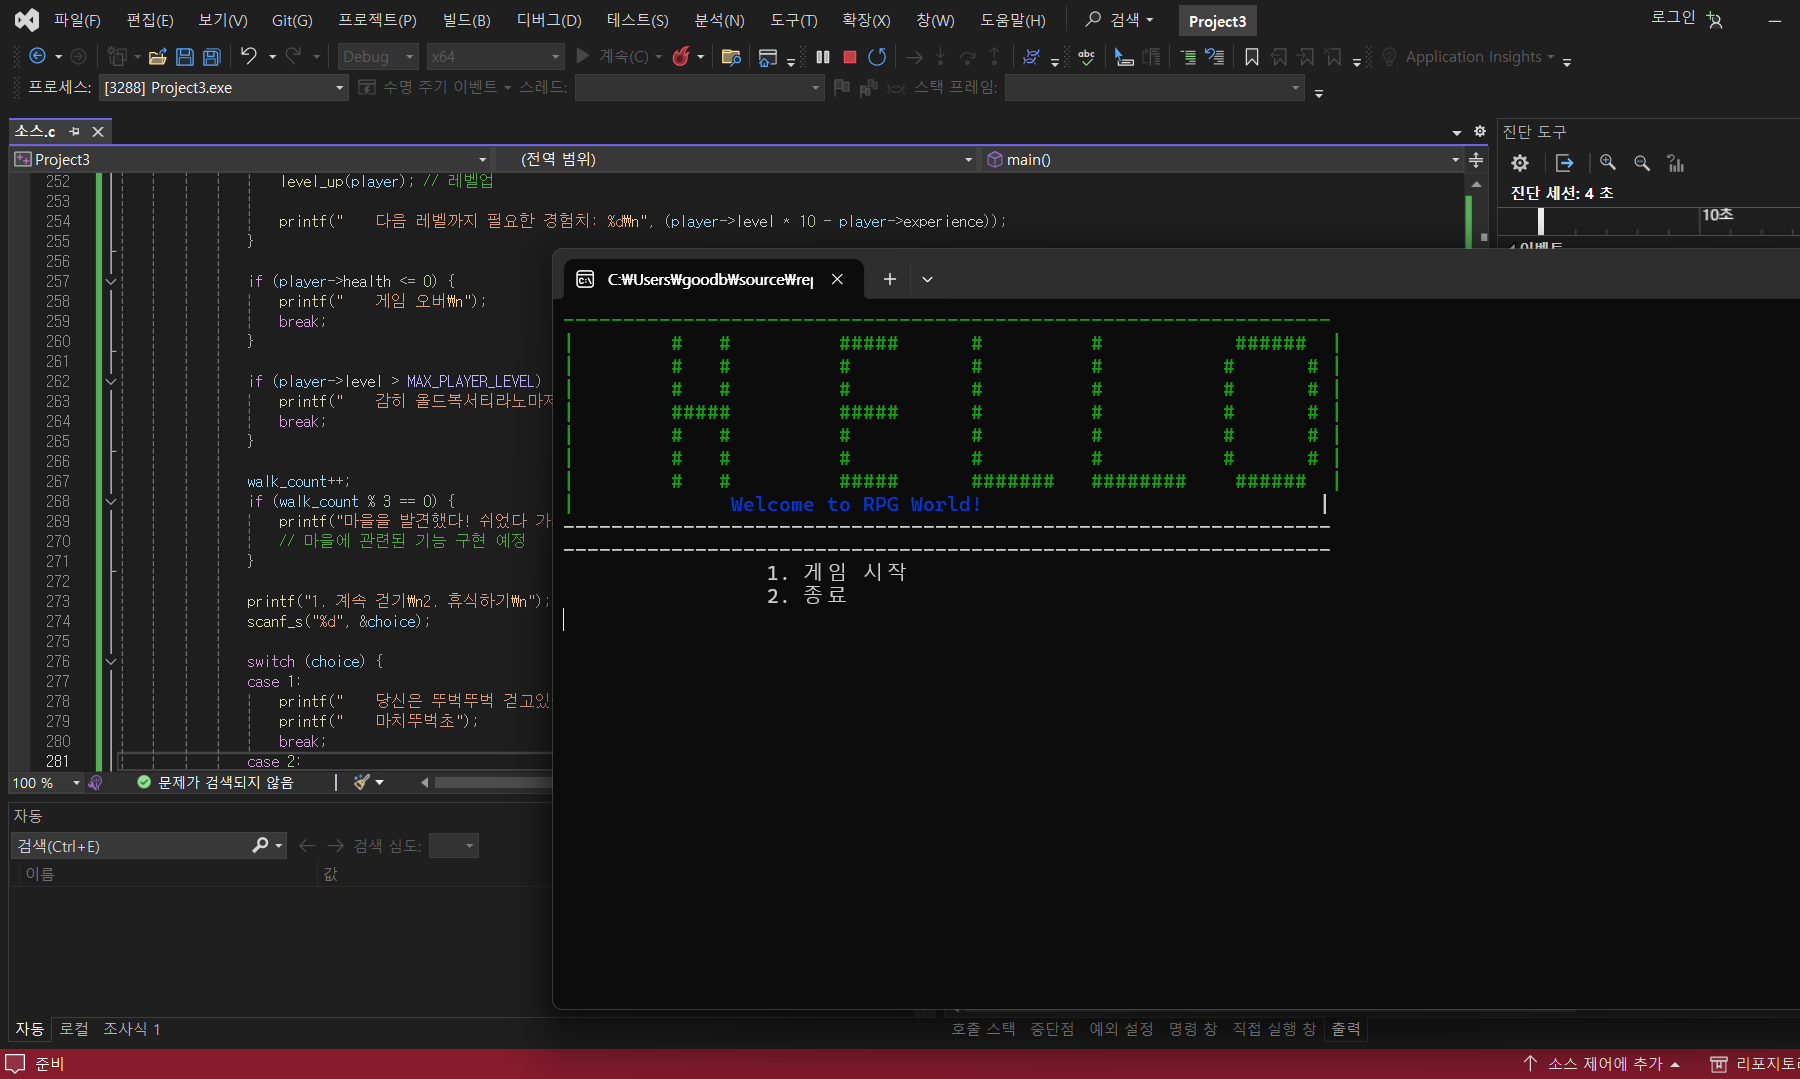 파일(F) 편집(E) 보기(V) Git(G) 프로젝트(P) 빌드(B) 디버그(D) 테스트(S) 분석(N) 도구(T) 확장(X) 창(W) 도움말(H) 검색 Project3 로그인
Debug x64 계속(C) Application Insights
프로세스: [3288] Project3.exe 수명 주기 이벤트 스레드: 스택 프레임:
소스.c
Project3 (전역 범위) main()
252 level_up(player); // 레벨업
253
254 printf("    다음 레벨까지 필요한 경험치: %d₩n", (player->level * 10 - player->experience));
255 }
256
257 if (player->health <= 0) {
258 printf("    게임 오버₩n");
259 break;
260 }
261
262 if (player->level > MAX_PLAYER_LEVEL)
263 printf("    감히 올드복서티라노마저
264 break;
265 }
266
267 walk_count++;
268 if (walk_count % 3 == 0) {
269 printf("마을을 발견했다! 쉬었다 가
270 // 마을에 관련된 기능 구현 예정
271 }
272
273 printf("1. 계속 걷기₩n2. 휴식하기₩n");
274 scanf_s("%d", &choice);
275
276 switch (choice) {
277 case 1:
278 printf("    당신은 뚜벅뚜벅 걷고있
279 printf("    마치뚜벅초");
280 break;
281 case 2:
100 % 문제가 검색되지 않음
진단 도구
진단 세션: 4 초
10초
이벤트
C:₩Users₩goodb₩source₩rep
HELLO
Welcome to RPG World!
1. 게임 시작
2. 종료
자동
검색(Ctrl+E) 검색 심도:
이름 값
자동 로컬 조사식 1
호출 스택 중단점 예외 설정 명령 창 직접 실행 창 출력
준비 소스 제어에 추가 리포지토리